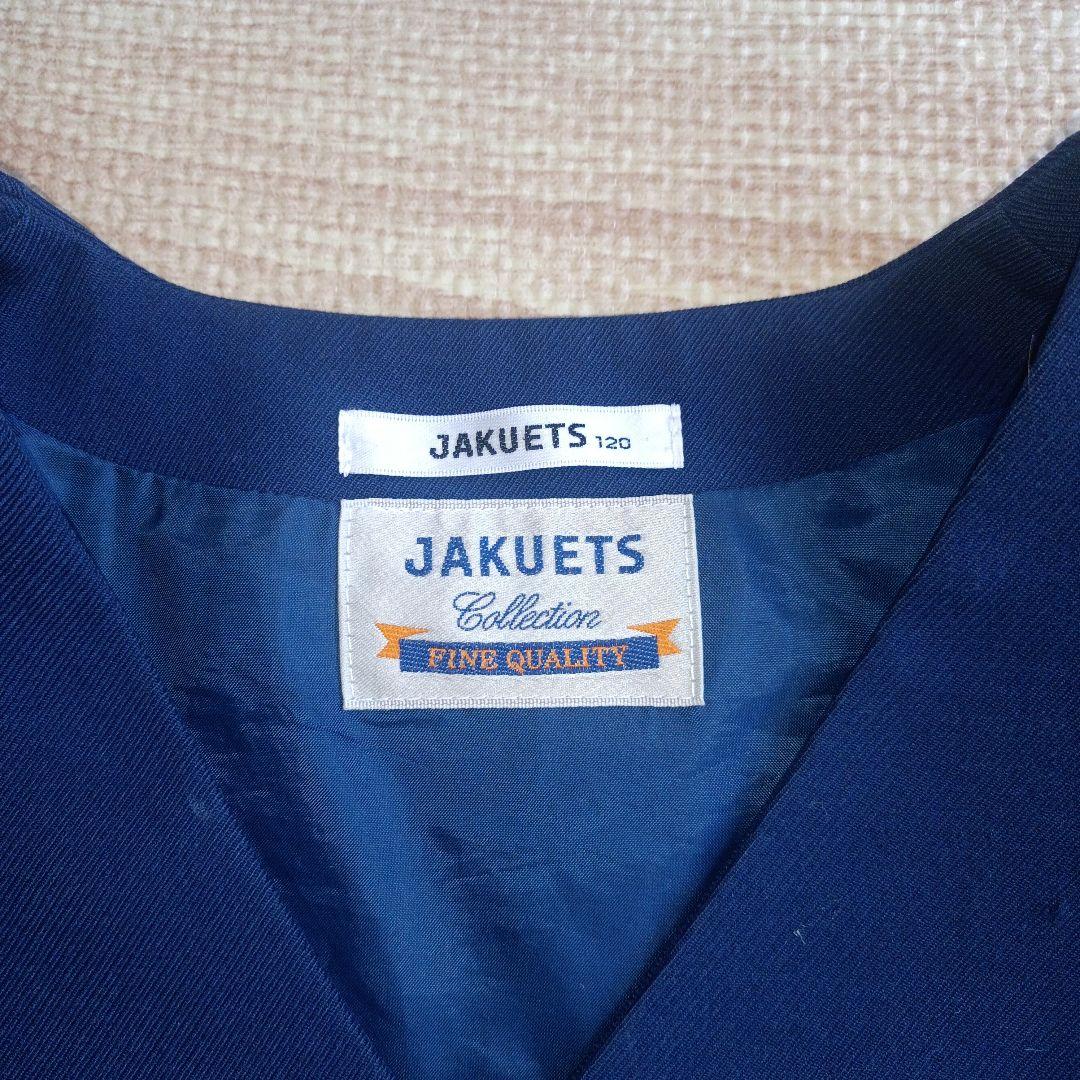 JAKUETS 120
JAKUETS
Collection
FINE QUALITY